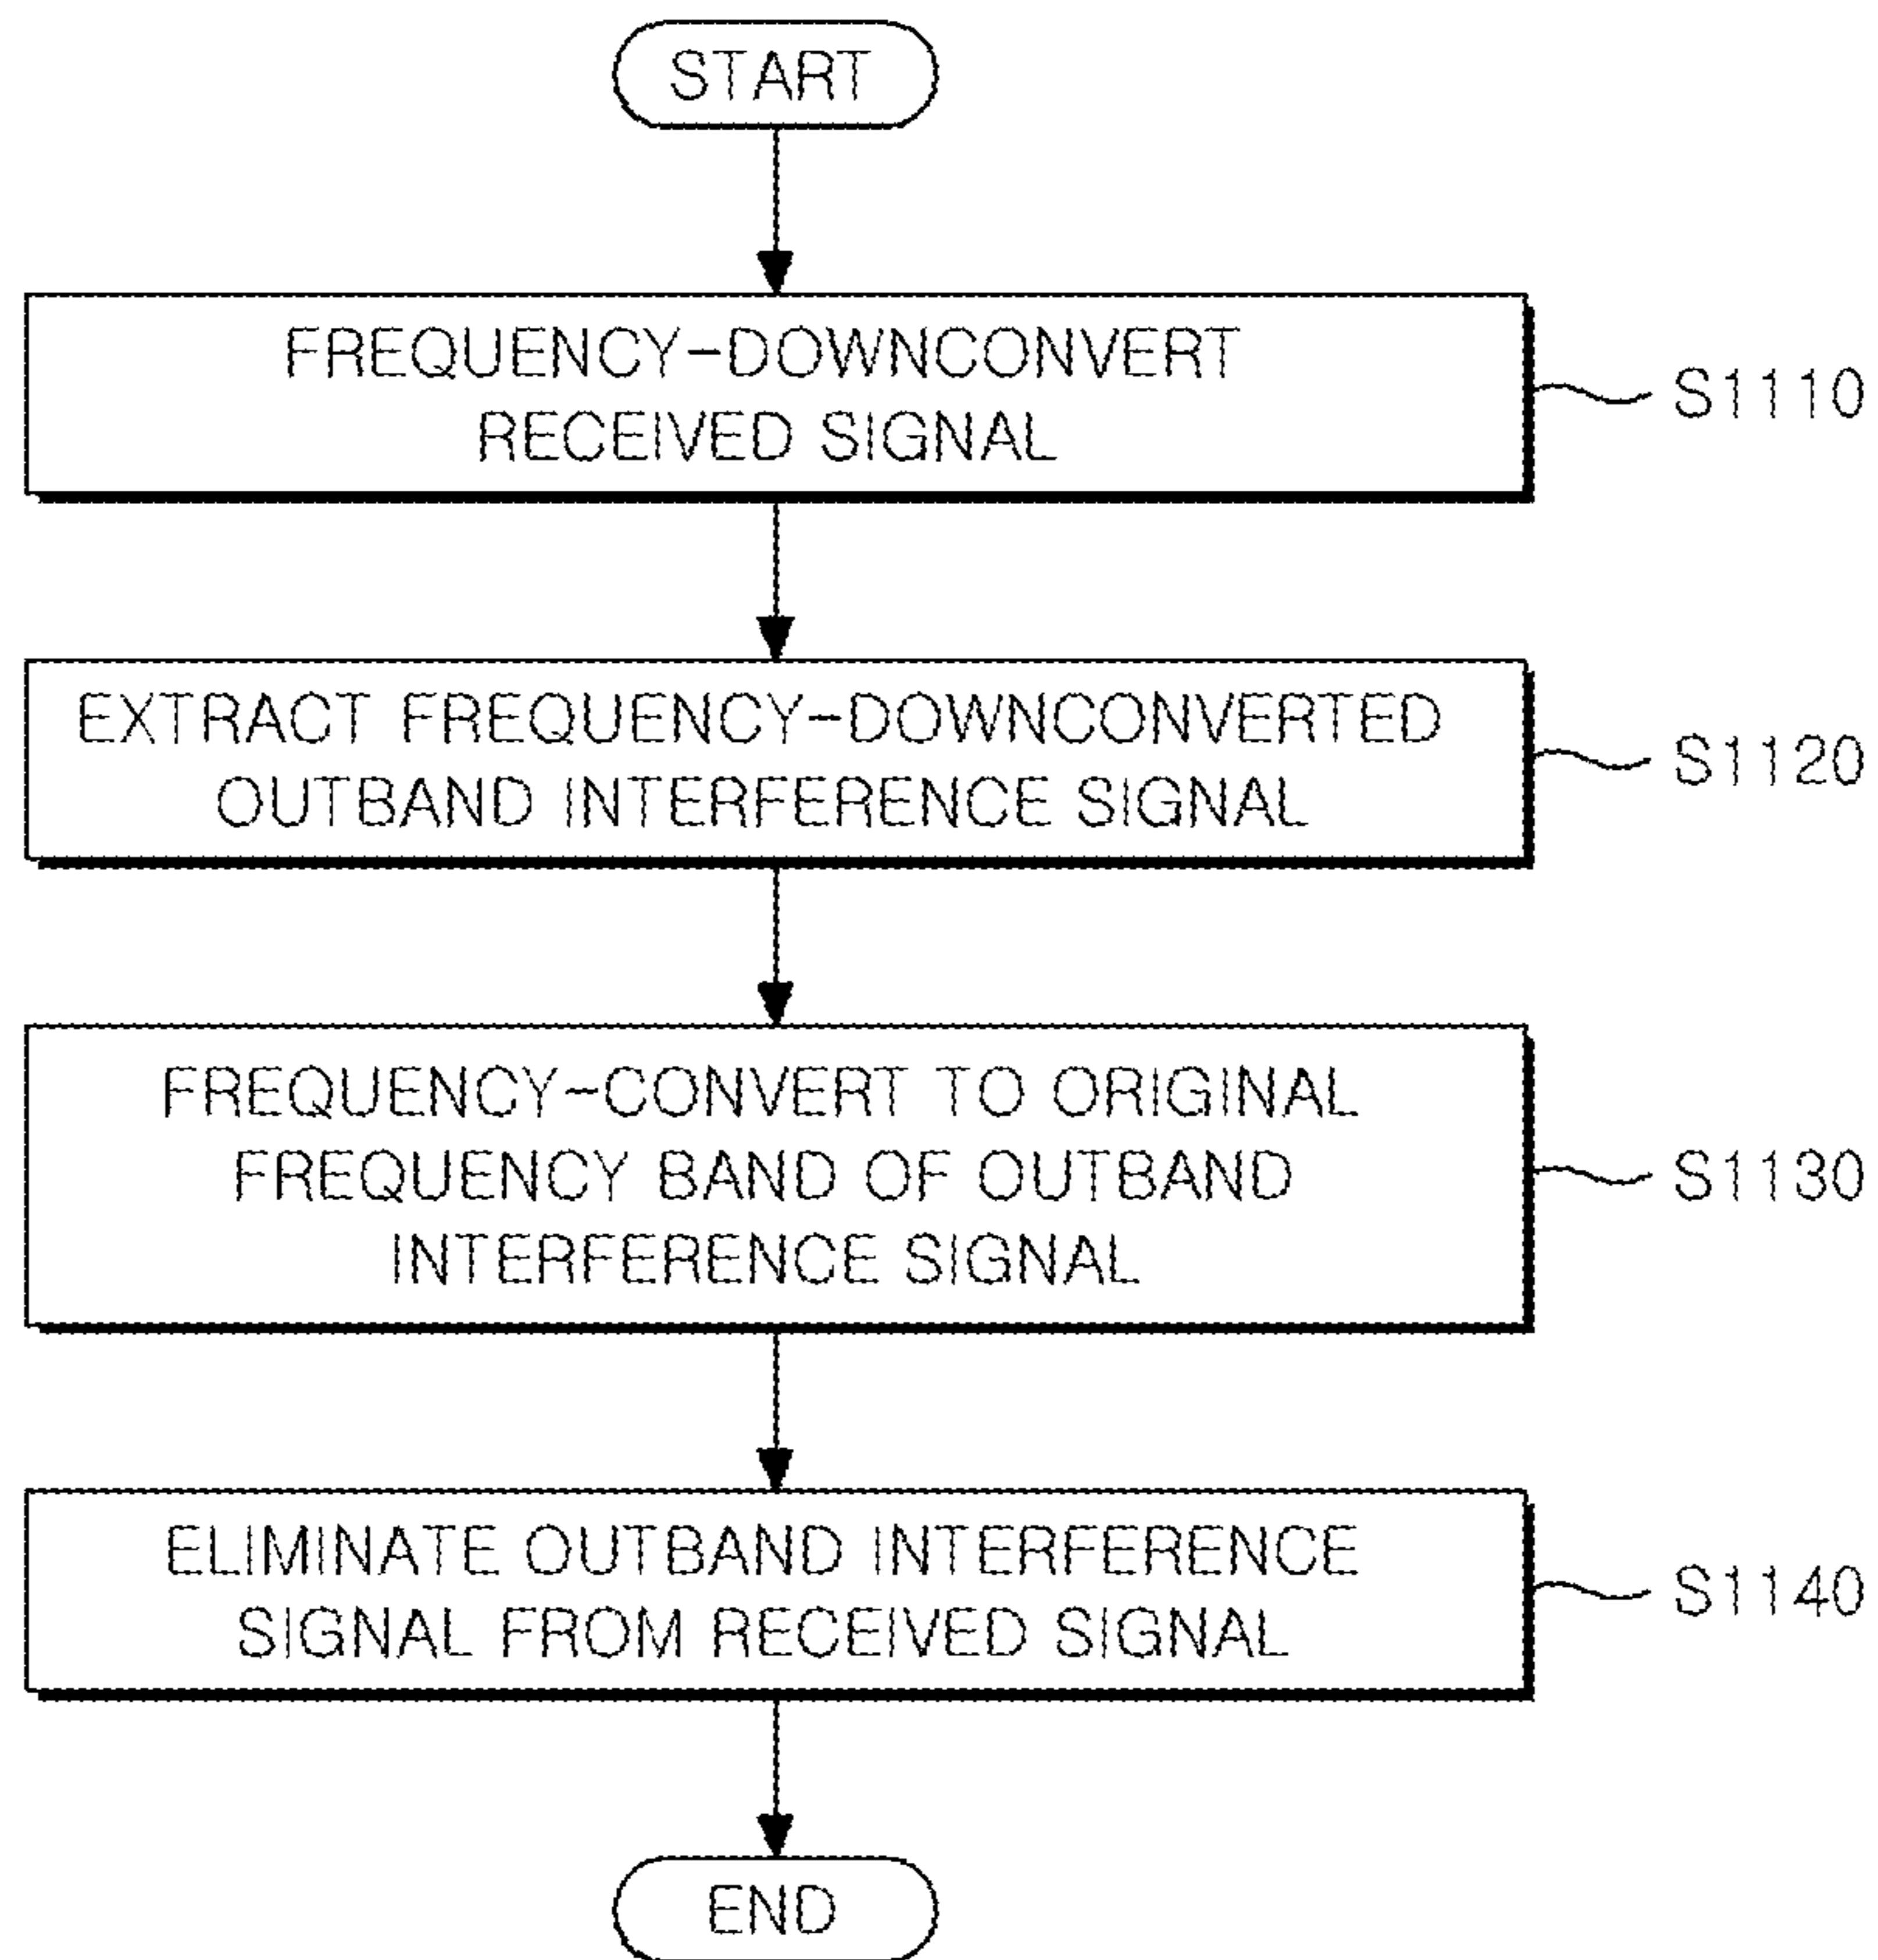 START
FREQUENCY-DOWNCONVERT
RECEIVED SIGNAL
S1110
EXTRACT FREQUENCY-DOWNCONVERTED
OUTBAND INTERFERENCE SIGNAL
S1120
FREQUENCY-CONVERT TO ORIGINAL
FREQUENCY BAND OF OUTBAND
INTERFERENCE SIGNAL
S1130
ELIMINATE OUTBAND INTERFERENCE
SIGNAL FROM RECEIVED SIGNAL
S1140
END